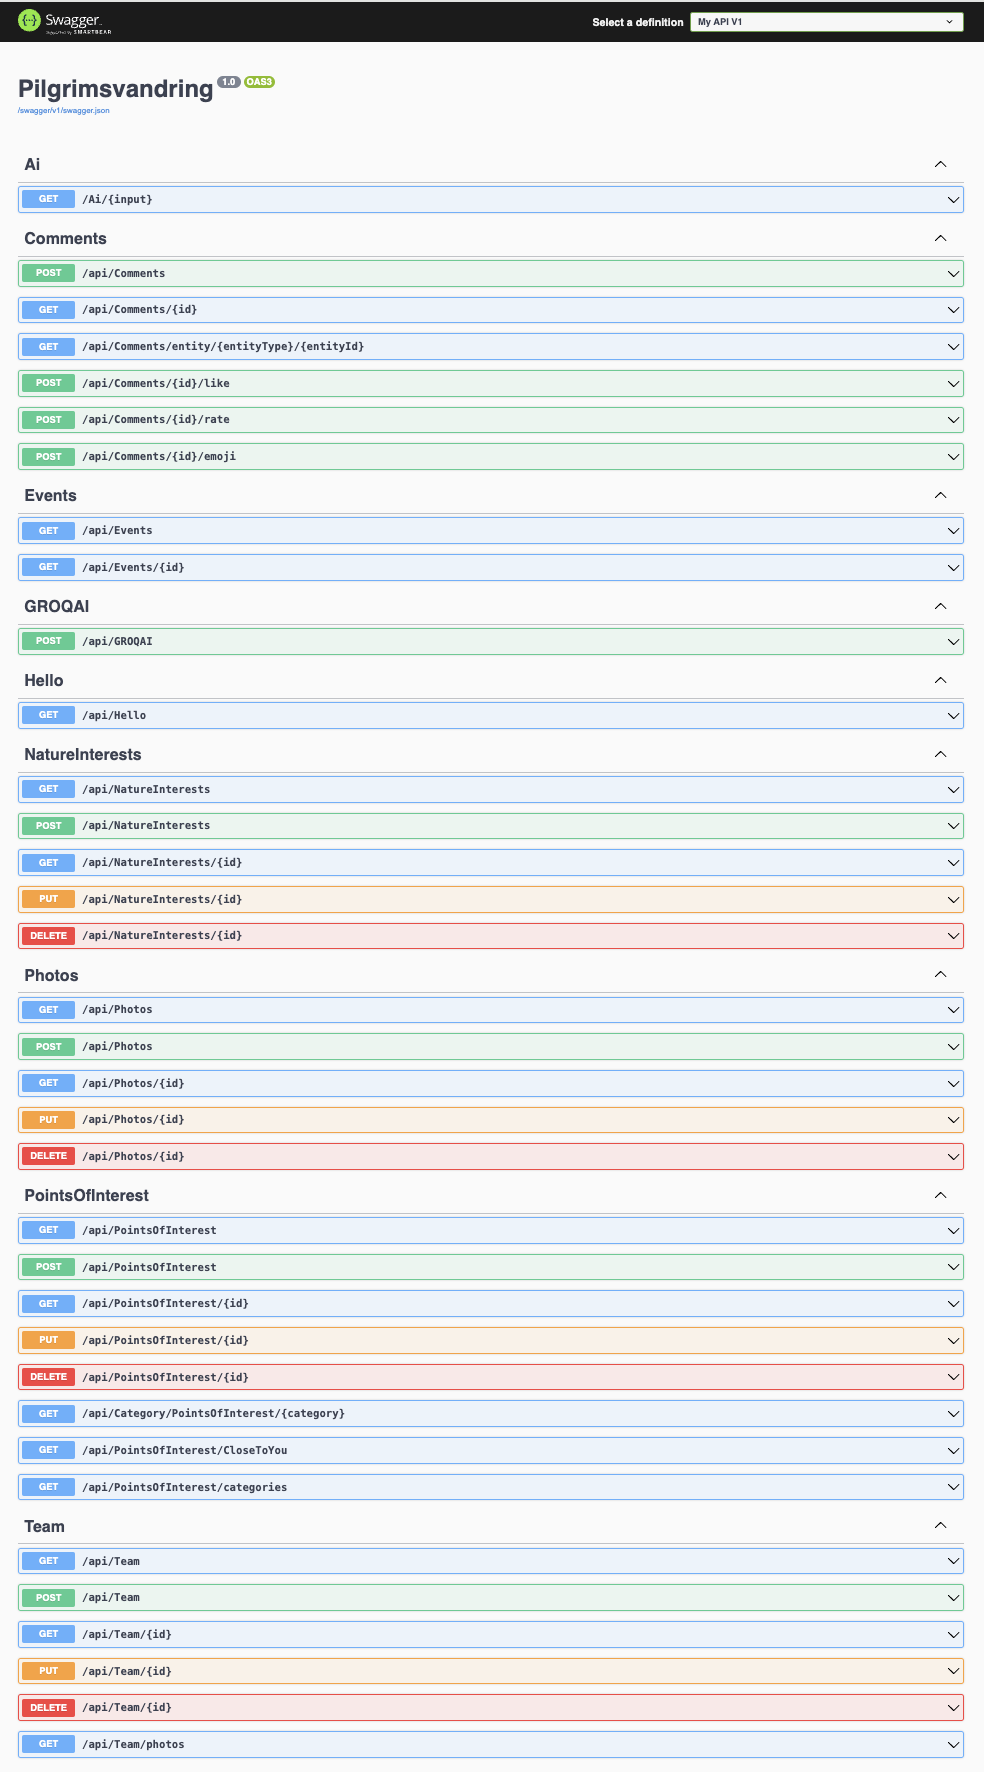 Swagger
Supported by SMARTBEAR
Select a definition
My API V1
Pilgrimsvandring 1.0 OAS3
/swagger/v1/swagger.json
Ai
GET /Ai/{input}
Comments
POST /api/Comments
GET /api/Comments/{id}
GET /api/Comments/entity/{entityType}/{entityId}
POST /api/Comments/{id}/like
POST /api/Comments/{id}/rate
POST /api/Comments/{id}/emoji
Events
GET /api/Events
GET /api/Events/{id}
GROQAI
POST /api/GROQAI
Hello
GET /api/Hello
NatureInterests
GET /api/NatureInterests
POST /api/NatureInterests
GET /api/NatureInterests/{id}
PUT /api/NatureInterests/{id}
DELETE /api/NatureInterests/{id}
Photos
GET /api/Photos
POST /api/Photos
GET /api/Photos/{id}
PUT /api/Photos/{id}
DELETE /api/Photos/{id}
PointsOfInterest
GET /api/PointsOfInterest
POST /api/PointsOfInterest
GET /api/PointsOfInterest/{id}
PUT /api/PointsOfInterest/{id}
DELETE /api/PointsOfInterest/{id}
GET /api/Category/PointsOfInterest/{category}
GET /api/PointsOfInterest/CloseToYou
GET /api/PointsOfInterest/categories
Team
GET /api/Team
POST /api/Team
GET /api/Team/{id}
PUT /api/Team/{id}
DELETE /api/Team/{id}
GET /api/Team/photos